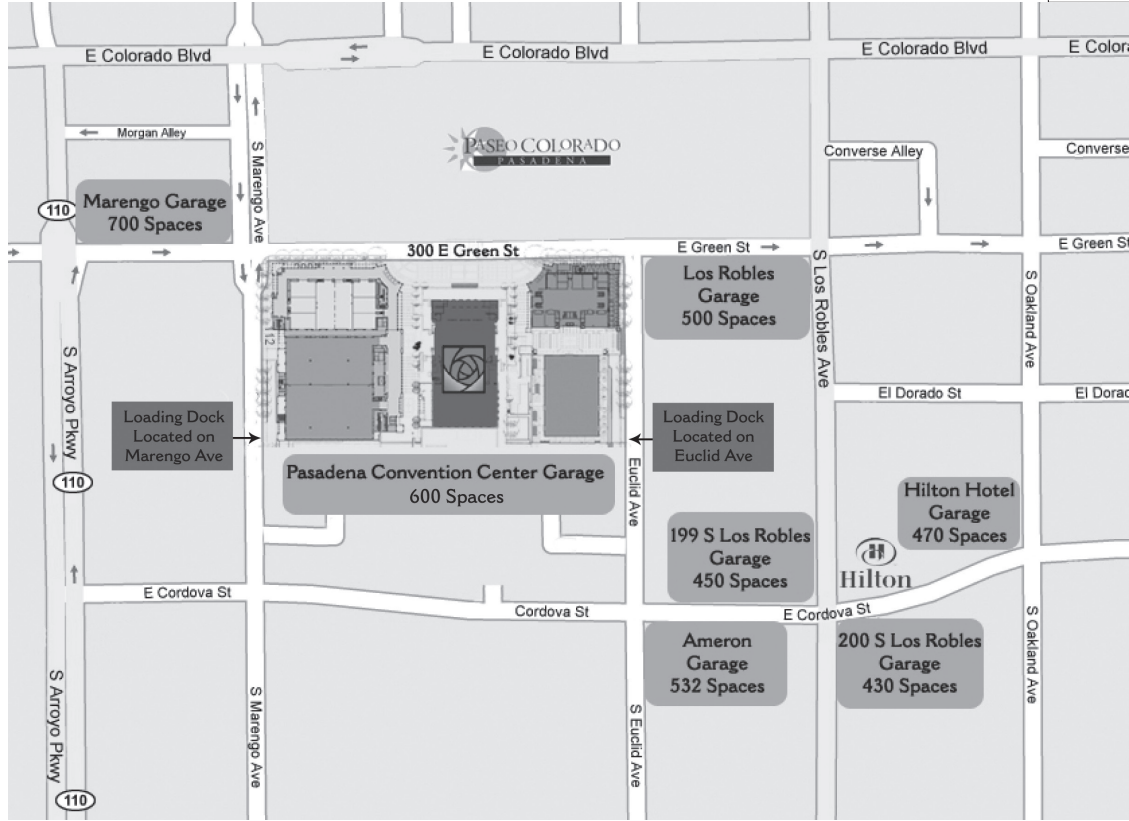 E Colorado Blvd
E Colorado Blvd
E Colorado Blvd
E Colora
Morgan Alley
S Marengo Ave
PASEO COLORADO
PASADENA
Converse Alley
Converse
Marengo Garage
700 Spaces
110
300 E Green St
E Green St
E Green St
Los Robles
Garage
500 Spaces
S Los Robles Ave
S Oakland Ave
12
S Arroyo Pkwy
El Dorado St
El Dorad
Loading Dock
Located on
Marengo Ave
Loading Dock
Located on
Euclid Ave
Pasadena Convention Center Garage
600 Spaces
110
Euclid Ave
Hilton Hotel
Garage
470 Spaces
199 S Los Robles
Garage
450 Spaces
Hilton
E Cordova St
Cordova St
E Cordova St
Ameron
Garage
532 Spaces
200 S Los Robles
Garage
430 Spaces
S Oakland Ave
S Arroyo Pkwy
S Marengo Ave
S Euclid Ave
110